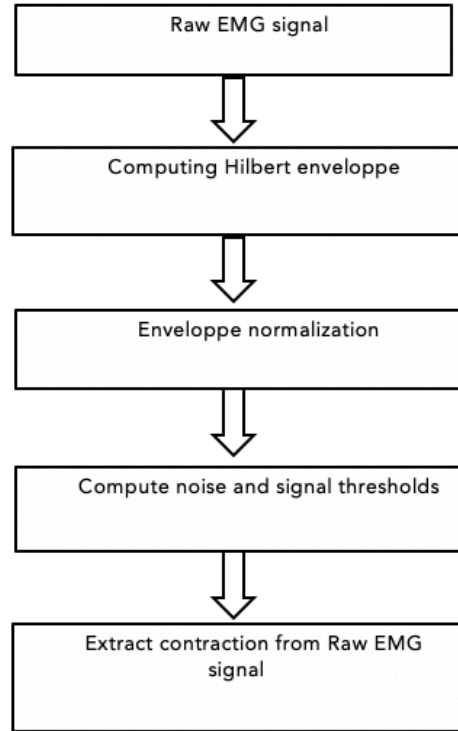 Raw EMG signal
Computing Hilbert enveloppe
Enveloppe normalization
Compute noise and signal thresholds
Extract contraction from Raw EMG
signal